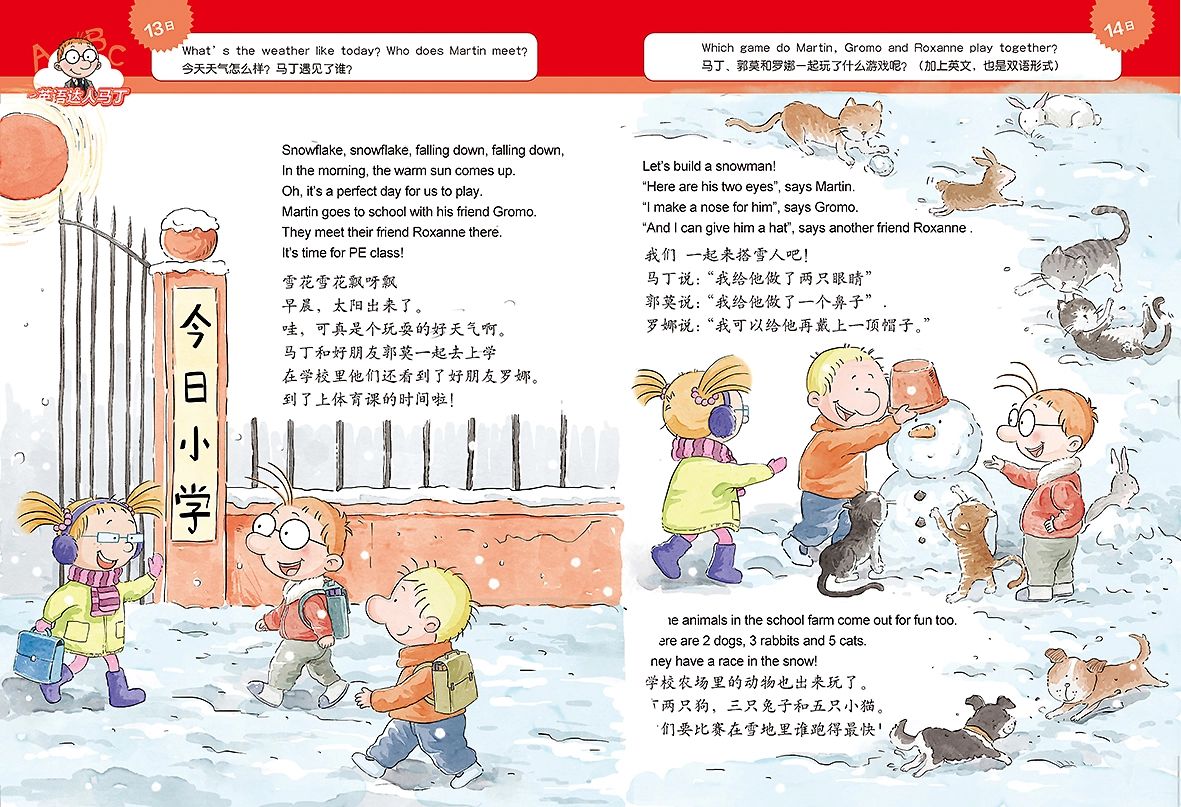 ABC
英语达人马丁
13日
What's the weather like today? Who does Martin meet?
今天天气怎么样？马丁遇见了谁？
Snowflake, snowflake, falling down, falling down,
In the morning, the warm sun comes up.
Oh, it's a perfect day for us to play.
Martin goes to school with his friend Gromo.
They meet their friend Roxanne there.
It's time for PE class!
雪花雪花飘呀飘
早晨，太阳出来了。
哇，可真是个玩耍的好天气啊。
马丁和好朋友郭莫一起去上学
在学校里他们还看到了好朋友罗娜。
到了上体育课的时间啦！
今日小学
14日
Which game do Martin, Gromo and Roxanne play together?
马丁、郭莫和罗娜一起玩了什么游戏呢？（加上英文，也是双语形式）
Let's build a snowman!
“Here are his two eyes”, says Martin.
“I make a nose for him”, says Gromo.
“And I can give him a hat”, says another friend Roxanne .
我们 一起来搭雪人吧！
马丁说：“我给他做了两只眼睛”
郭莫说：“我给他做了一个鼻子”.
罗娜说：“我可以给他再戴上一顶帽子。”
animals in the school farm come out for fun too.
are 2 dogs, 3 rabbits and 5 cats.
have a race in the snow!
学校农场里的动物也出来玩了。
两只狗，三只兔子和五只小猫。
们要比赛在雪地里谁跑得最快！